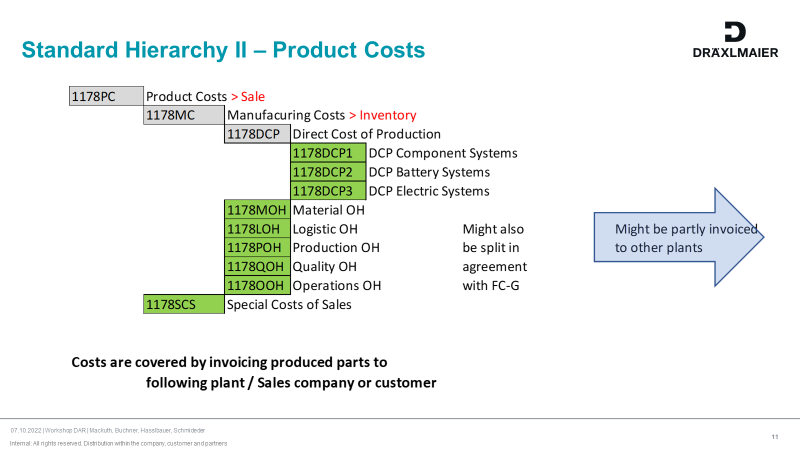 Standard Hierarchy II – Product Costs
DRÄXLMAIER
1178PC Product Costs > Sale
1178MC Manufacuring Costs > Inventory
1178DCP Direct Cost of Production
1178DCP1 DCP Component Systems
1178DCP2 DCP Battery Systems
1178DCP3 DCP Electric Systems
1178MOH Material OH
1178LOH Logistic OH
1178POH Production OH
1178QOH Quality OH
1178OOH Operations OH
1178SCS Special Costs of Sales
Might also
be split in
agreement
with FC-G
Might be partly invoiced
to other plants
Costs are covered by invoicing produced parts to
following plant / Sales company or customer
07.10.2022 | Workshop DAR | Mackuth, Buchner, Hasslbauer, Schmideder
Internal: All rights reserved. Distribution within the company, customer and partners
11